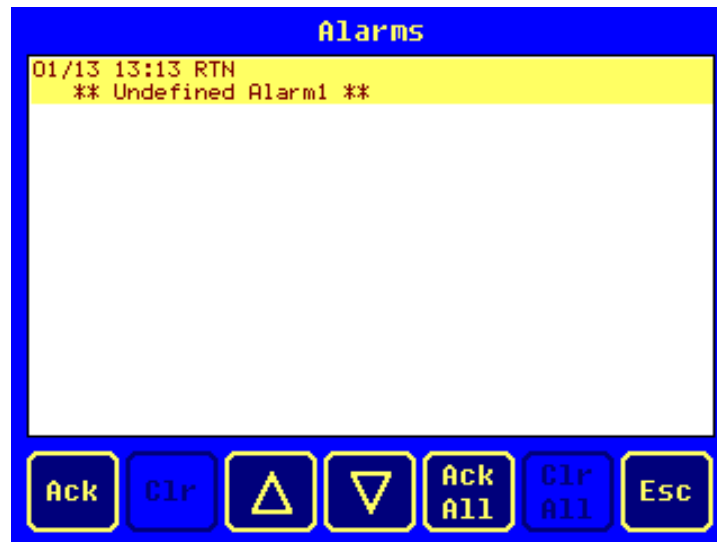 Alarms
01/13 13:13 RTN
** Undefined Alarm1 **
Ack
Clr
Ack
All
Clr
All
Esc